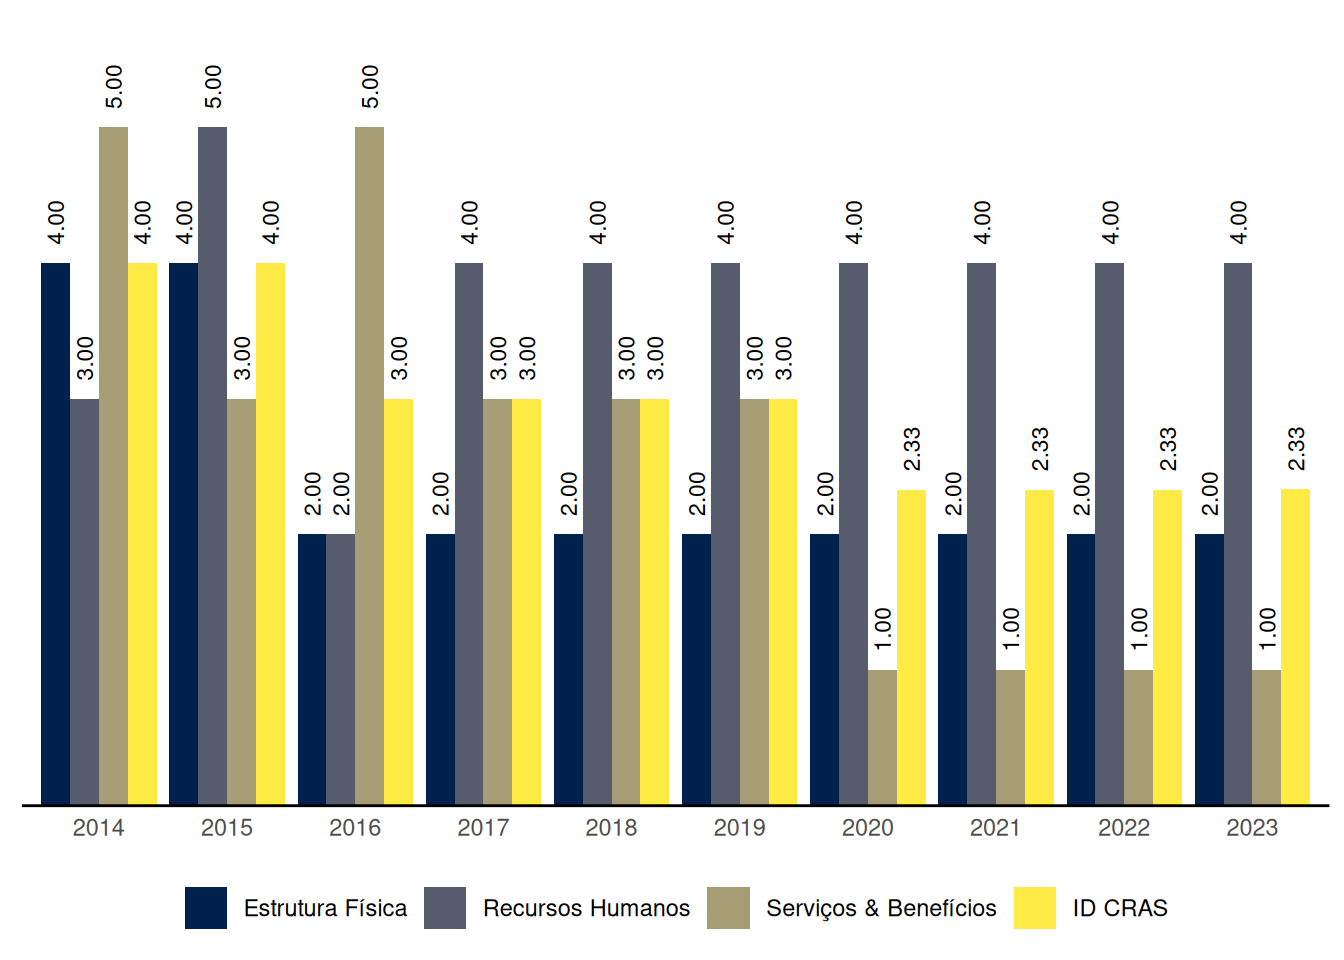 5.00 5.00 5.00
4.00 4.00 4.00 4.00 4.00 4.00 4.00 4.00 4.00 4.00 4.00
3.00 3.00 3.00 3.00 3.00 3.00 3.00 3.00 3.00
2.33 2.33 2.33 2.33
2.00 2.00 2.00 2.00 2.00 2.00 2.00 2.00 2.00
1.00 1.00 1.00 1.00
2014 2015 2016 2017 2018 2019 2020 2021 2022 2023
Estrutura Física Recursos Humanos Serviços & Benefícios ID CRAS